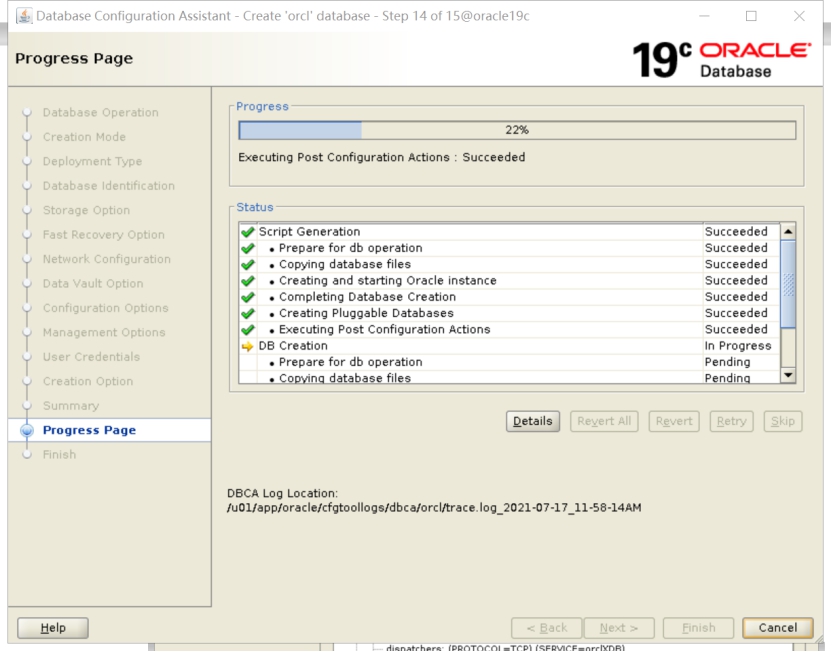 Database Configuration Assistant - Create 'orcl' database - Step 14 of 15@oracle19c
Progress Page
19c ORACLE
Database
Database Operation
Creation Mode
Deployment Type
Database Identification
Storage Option
Fast Recovery Option
Network Configuration
Data Vault Option
Configuration Options
Management Options
User Credentials
Creation Option
Summary
Progress Page
Finish
Progress
22%
Executing Post Configuration Actions : Succeeded
Status
Script Generation Succeeded
• Prepare for db operation Succeeded
• Copying database files Succeeded
• Creating and starting Oracle instance Succeeded
• Completing Database Creation Succeeded
• Creating Pluggable Databases Succeeded
• Executing Post Configuration Actions Succeeded
DB Creation In Progress
• Prepare for db operation Pending
• Copying database files Pending
Details Revert All Revert Retry Skip
DBCA Log Location:
/u01/app/oracle/cfgtoollogs/dbca/orcl/trace.log_2021-07-17_11-58-14AM
Help < Back Next > Finish Cancel
dispatchers: (PROTOCOL=TCP) (SERVICE=orclXDB)